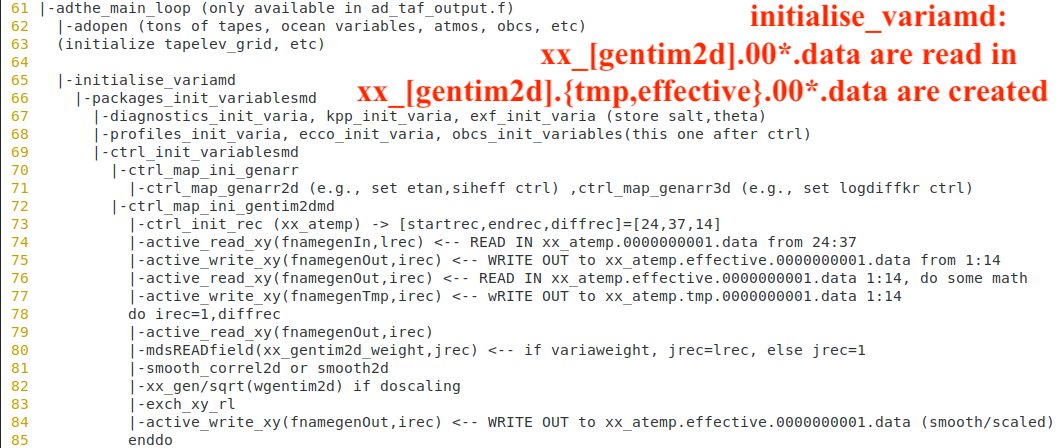 61 |-adthe_main_loop (only available in ad_taf_output.f)
62   |-adopen (tons of tapes, ocean variables, atmos, obcs, etc)
63   (initialize tapelev_grid, etc)
64
65   |-initialise_variamd
66     |-packages_init_variablesmd
67       |-diagnostics_init_varia, kpp_init_varia, exf_init_varia (store salt,theta)
68       |-profiles_init_varia, ecco_init_varia, obcs_init_variables(this one after ctrl)
69       |-ctrl_init_variablesmd
70         |-ctrl_map_ini_genarr
71           |-ctrl_map_genarr2d (e.g., set etan,siheff ctrl) ,ctrl_map_genarr3d (e.g., set logdiffkr ctrl)
72         |-ctrl_map_ini_gentim2dmd
73           |-ctrl_init_rec (xx_atemp) -> [startrec,endrec,diffrec]=[24,37,14]
74           |-active_read_xy(fnamegenIn,lrec) <-- READ IN xx_atemp.0000000001.data from 24:37
75           |-active_write_xy(fnamegenOut,irec) <-- WRITE OUT to xx_atemp.effective.0000000001.data from 1:14
76           |-active_read_xy(fnamegenOut,irec) <-- READ IN xx_atemp.effective.0000000001.data 1:14, do some math
77           |-active_write_xy(fnamegenTmp,irec) <-- wRITE OUT to xx_atemp.tmp.0000000001.data 1:14
78           do irec=1,diffrec
79           |-active_read_xy(fnamegenOut,irec)
80           |-mdsREADfield(xx_gentim2d_weight,jrec) <-- if variaweight, jrec=lrec, else jrec=1
81           |-smooth_correl2d or smooth2d
82           |-xx_gen/sqrt(wgentim2d) if doscaling
83           |-exch_xy_rl
84           |-active_write_xy(fnamegenOut,irec) <-- WRITE OUT to xx_atemp.effective.0000000001.data (smooth/scaled)
85           enddo
initialise_variamd:
xx_[gentim2d].00*.data are read in
xx_[gentim2d].{tmp,effective}.00*.data are created